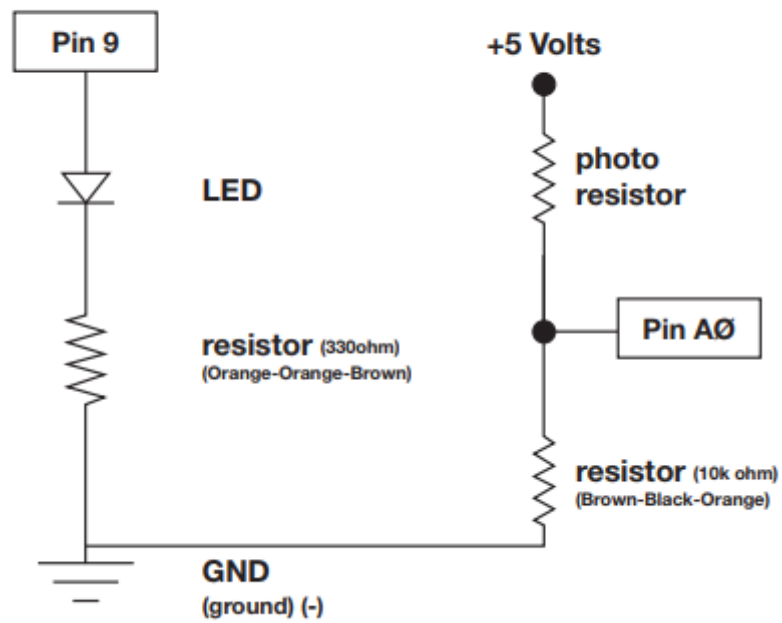 Pin 9
+5 Volts
photo
resistor
LED
Pin AØ
resistor (330ohm)
(Orange-Orange-Brown)
resistor (10k ohm)
(Brown-Black-Orange)
GND
(ground) (-)